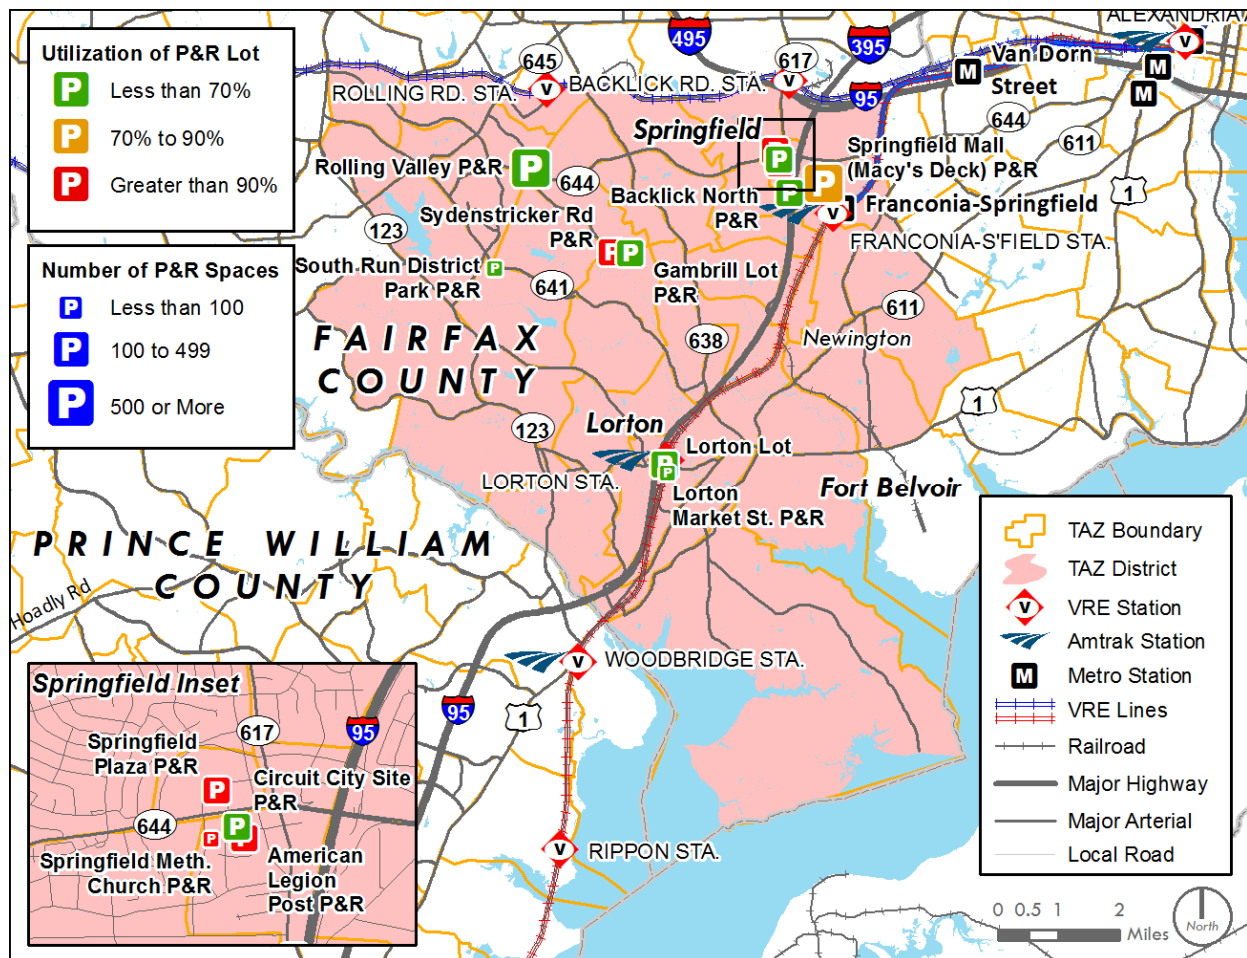 Utilization of P&R Lot
P Less than 70%
P 70% to 90%
P Greater than 90%
Number of P&R Spaces
P Less than 100
P 100 to 499
P 500 or More
495
395
ALEXANDRIA
V
645
617
ROLLING RD. STA.
V
BACKLICK RD. STA.
V
95
M
Van Dorn
Street
M
M
644
611
Springfield
P
Springfield Mall
(Macy's Deck) P&R
Rolling Valley P&R
P
644
Backlick North
P&R
P
P
1
Franconia-Springfield
V
FRANCONIA-S'FIELD STA.
Sydenstricker Rd
P&R
123
P
P
South Run District
Park P&R
P
Gambrill Lot
P&R
641
611
FAIRFAX
COUNTY
638
Newington
1
123
Lorton
Lorton Lot
P
P
LORTON STA.
Lorton
Market St. P&R
Fort Belvoir
PRINCE WILLIAM
COUNTY
Hoadly Rd
V
WOODBRIDGE STA.
95
1
V
RIPPON STA.
Springfield Inset
617
95
Springfield
Plaza P&R
P
Circuit City Site
P&R
644
P
P
Springfield Meth.
Church P&R
American
Legion
Post P&R
TAZ Boundary
TAZ District
V VRE Station
Amtrak Station
M Metro Station
VRE Lines
Railroad
Major Highway
Major Arterial
Local Road
0 0.5 1 2
Miles
North